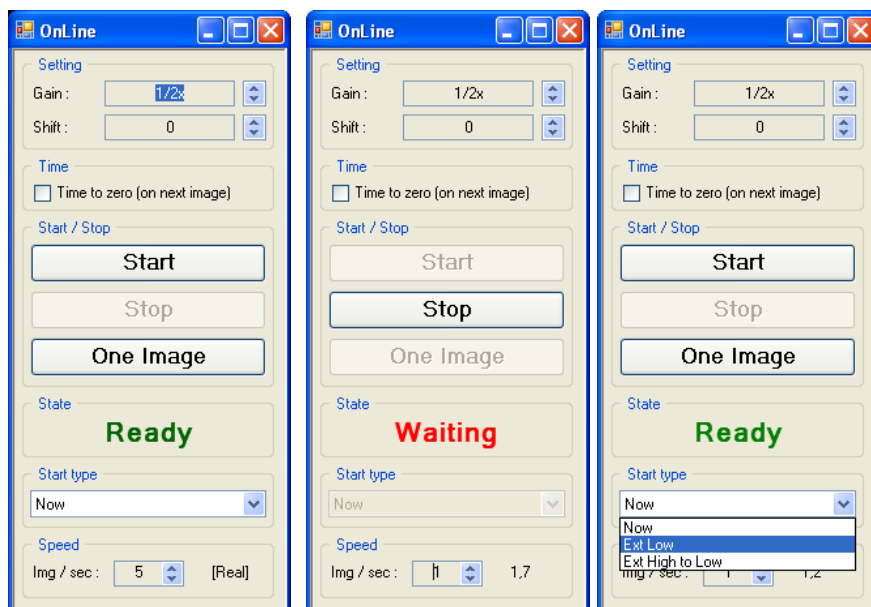 OnLine
Setting
Gain : 1/2x
Shift : 0
Time
Time to zero (on next image)
Start / Stop
Start
Stop
One Image
State
Ready
Start type
Now
Speed
Img / sec : 5 [Real]
OnLine
Setting
Gain : 1/2x
Shift : 0
Time
Time to zero (on next image)
Start / Stop
Start
Stop
One Image
State
Waiting
Start type
Now
Speed
Img / sec : 1 1,7
OnLine
Setting
Gain : 1/2x
Shift : 0
Time
Time to zero (on next image)
Start / Stop
Start
Stop
One Image
State
Ready
Start type
Now
Now
Ext Low
Ext High to Low
Img / sec : 1 1,2